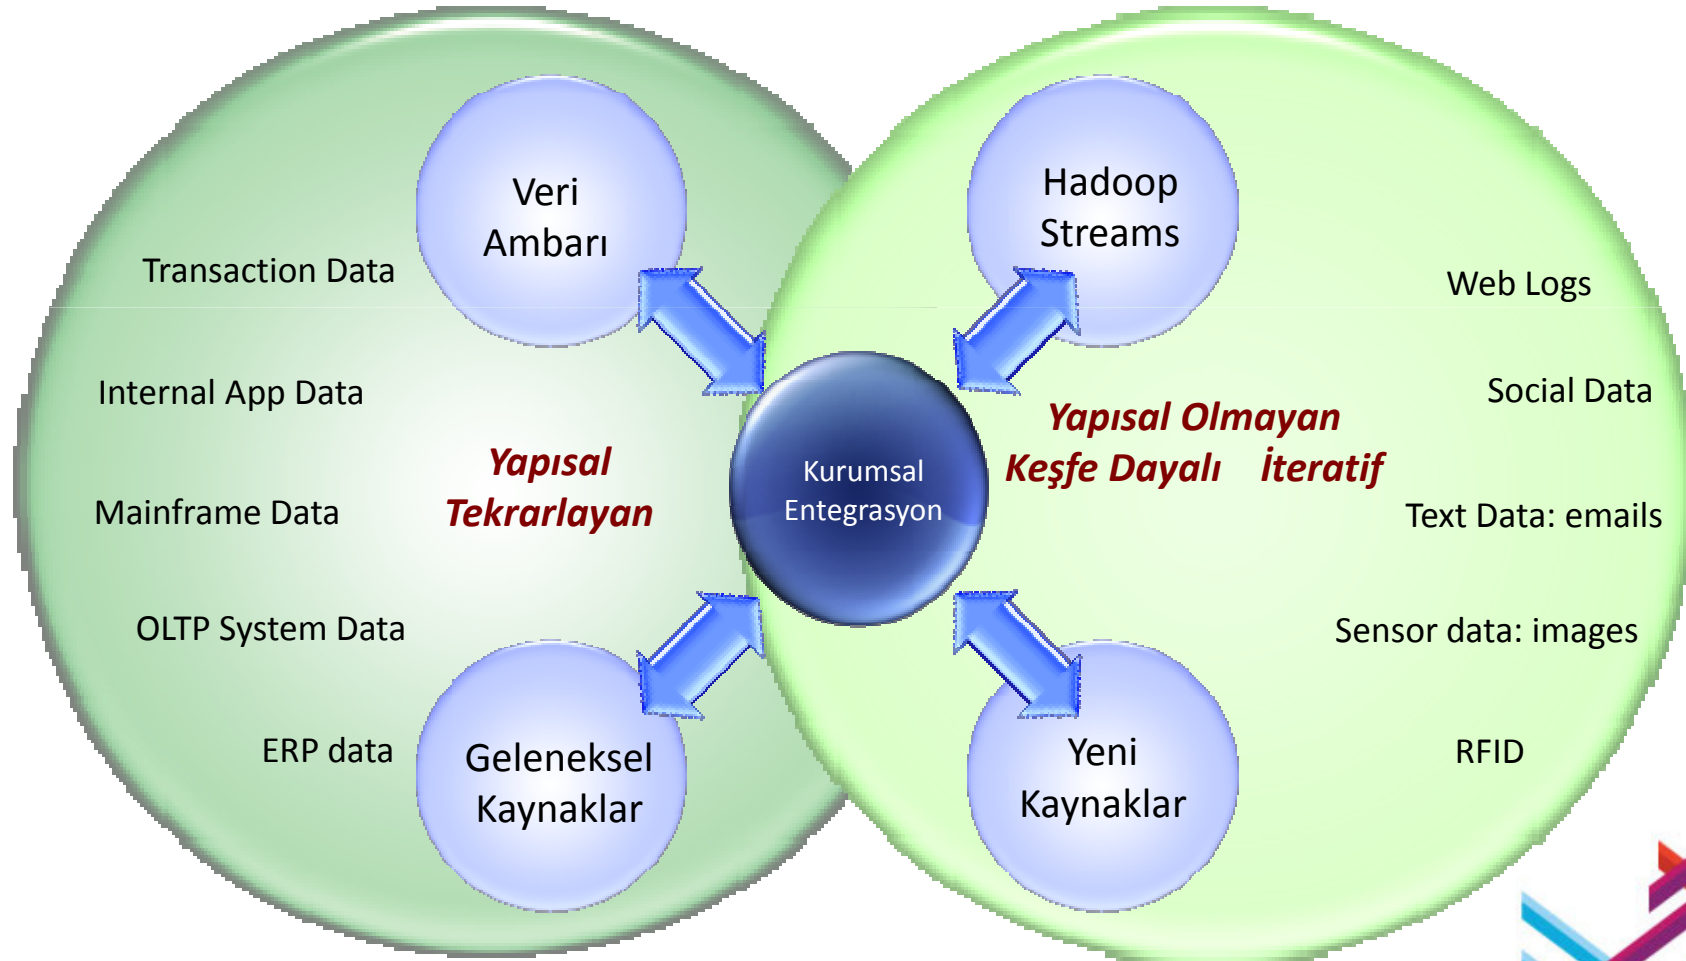 Veri
Ambarı
Hadoop
Streams
Transaction Data
Web Logs
Internal App Data
Social Data
Yapısal
Tekrarlayan
Kurumsal
Entegrasyon
Yapısal Olmayan
Keşfe Dayalı İteratif
Mainframe Data
Text Data: emails
OLTP System Data
Sensor data: images
ERP data
Geleneksel
Kaynaklar
Yeni
Kaynaklar
RFID